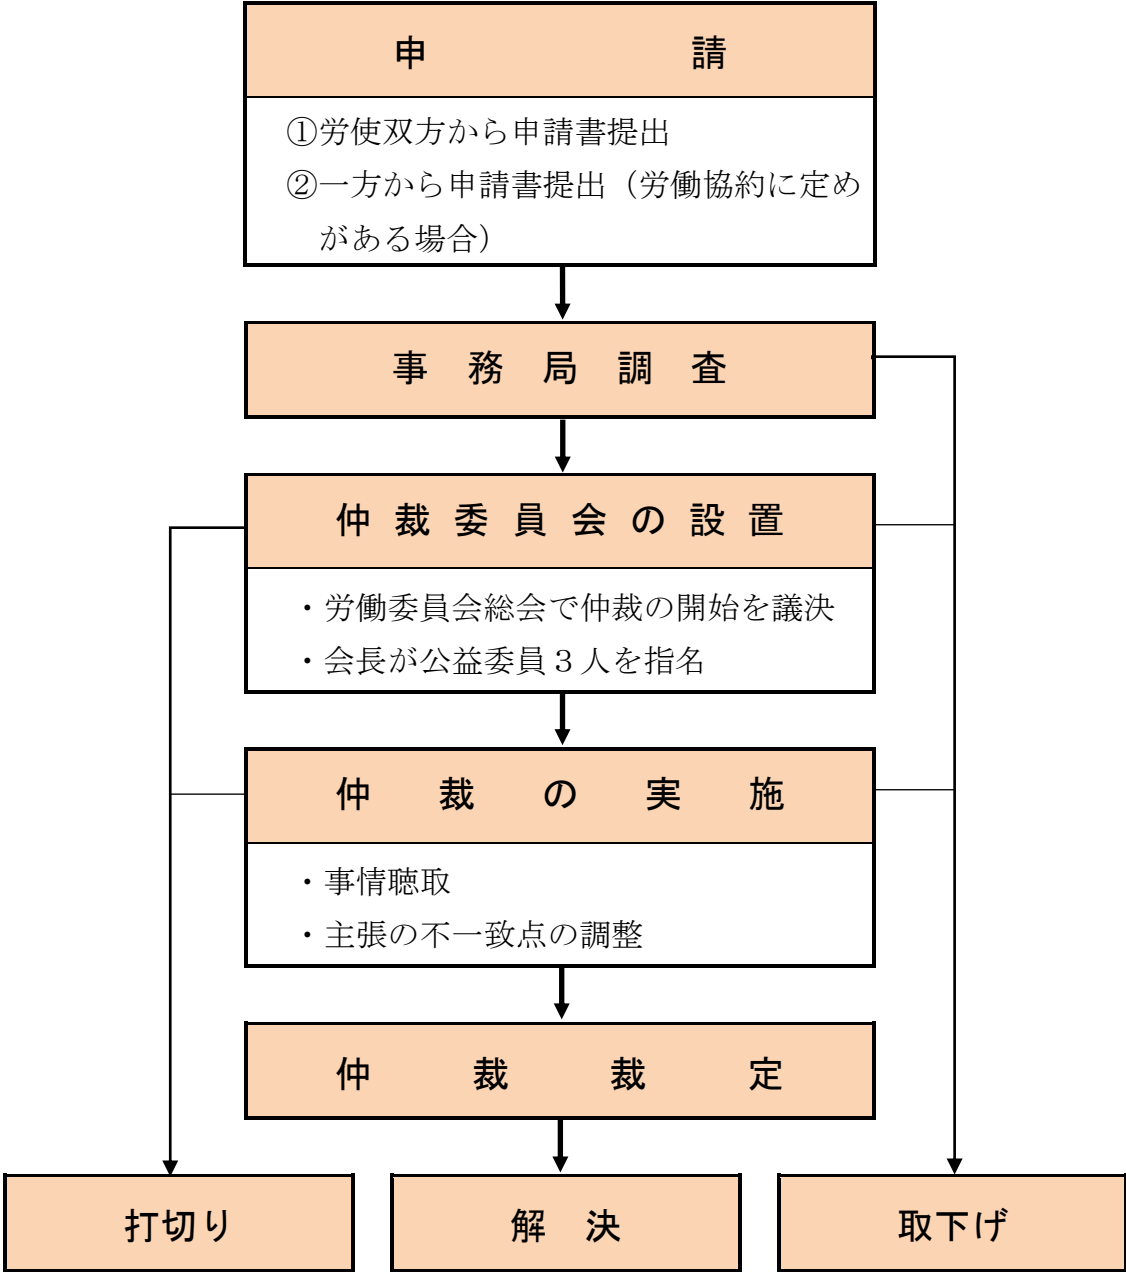 申請
①労使双方から申請書提出
②一方から申請書提出（労働協約に定め
がある場合）
事務局調査
仲裁委員会の設置
・労働委員会総会で仲裁の開始を議決
・会長が公益委員３人を指名
仲裁の実施
・事情聴取
・主張の不一致点の調整
仲裁裁定
打切り
解決
取下げ